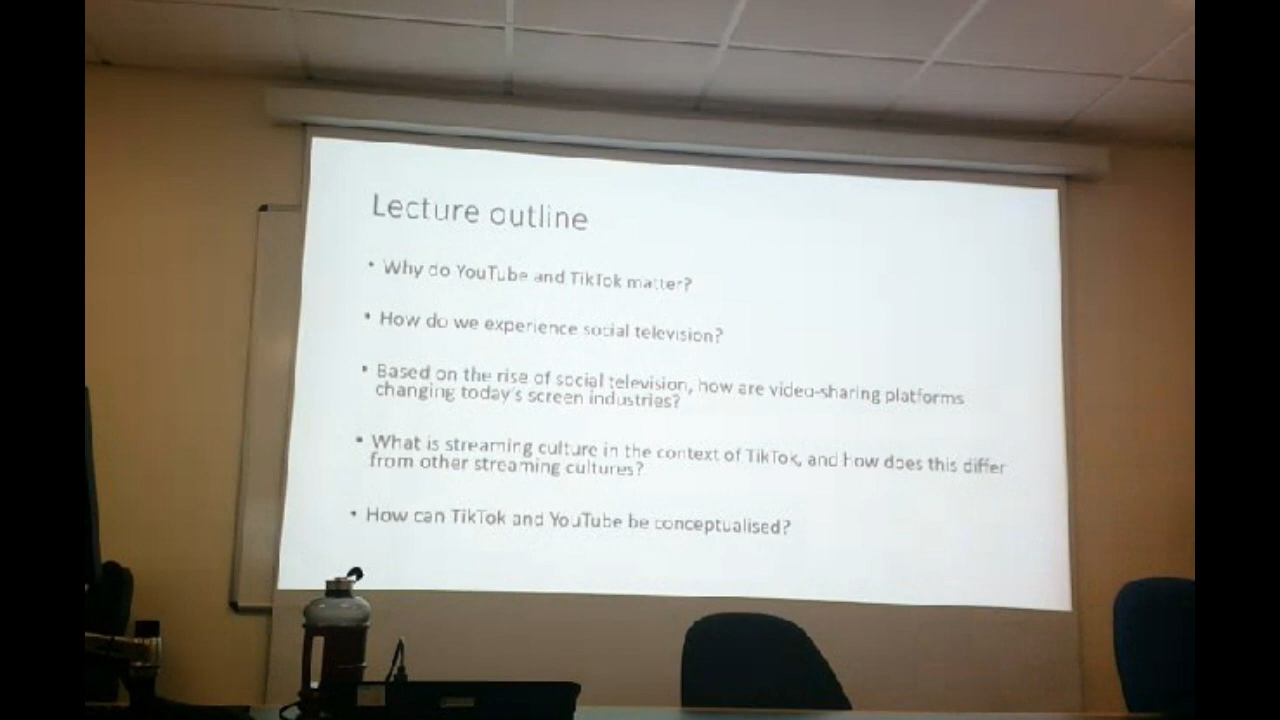 Lecture outline
• Why do YouTube and TikTok matter?
• How do we experience social television?
• Based on the rise of social television, how are video-sharing platforms
changing today's screen industries?
• What is streaming culture in the context of TikTok, and how does this differ
from other streaming cultures?
• How can TikTok and YouTube be conceptualised?